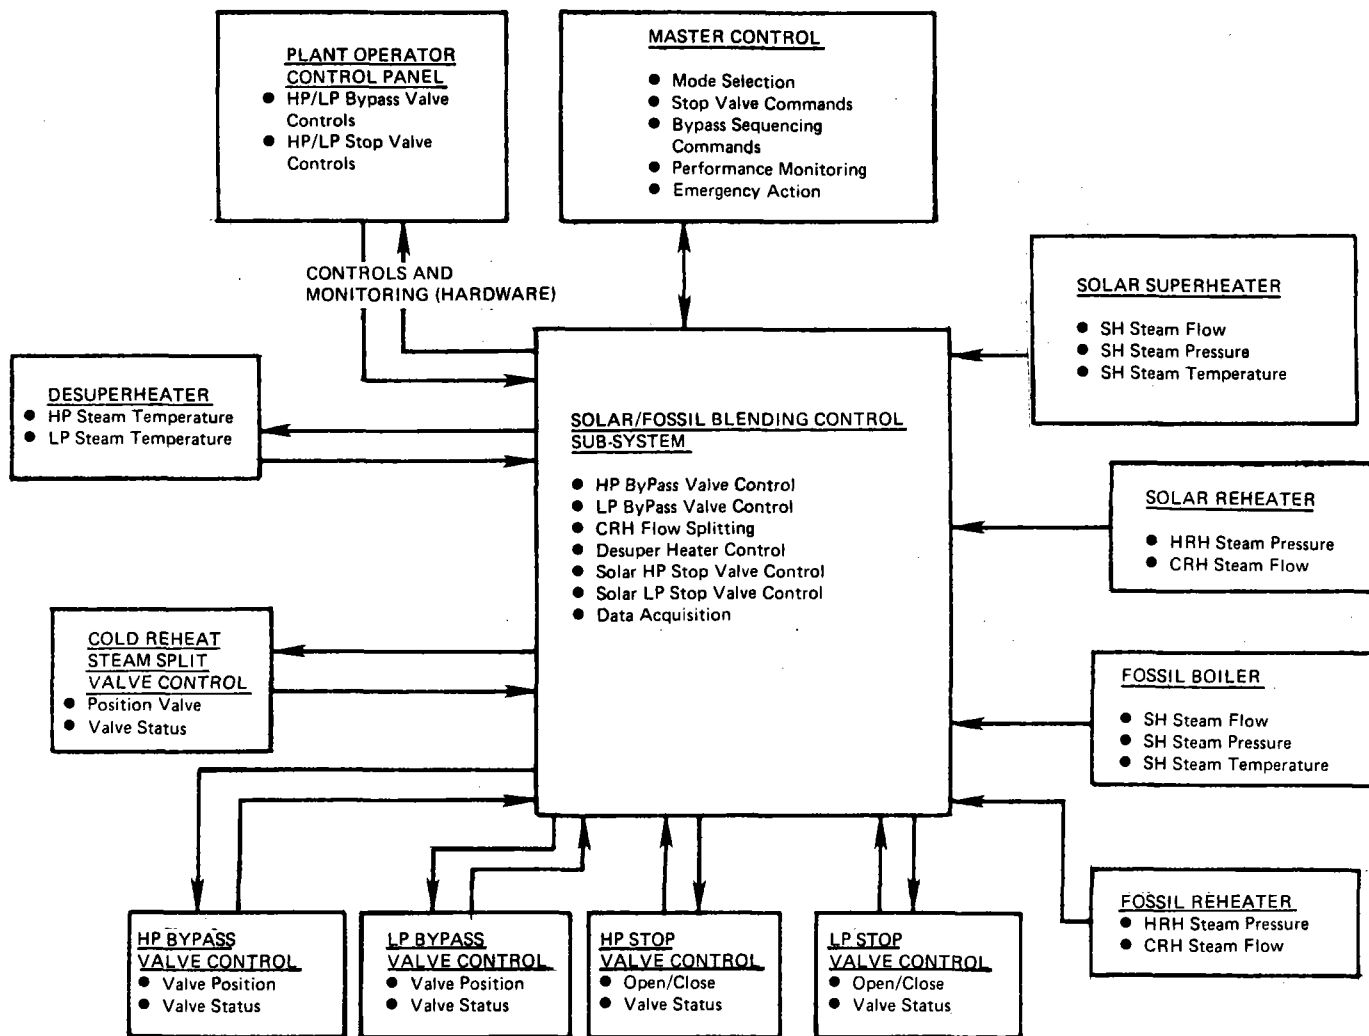 PLANT OPERATOR
CONTROL PANEL
● HP/LP Bypass Valve
Controls
● HP/LP Stop Valve
Controls
MASTER CONTROL
● Mode Selection
● Stop Valve Commands
● Bypass Sequencing
Commands
● Performance Monitoring
● Emergency Action
CONTROLS AND
MONITORING (HARDWARE)
SOLAR SUPERHEATER
● SH Steam Flow
● SH Steam Pressure
● SH Steam Temperature
DESUPERHEATER
● HP Steam Temperature
● LP Steam Temperature
SOLAR/FOSSIL BLENDING CONTROL
SUB-SYSTEM
● HP ByPass Valve Control
● LP ByPass Valve Control
● CRH Flow Splitting
● Desuper Heater Control
● Solar HP Stop Valve Control
● Solar LP Stop Valve Control
● Data Acquisition
SOLAR REHEATER
● HRH Steam Pressure
● CRH Steam Flow
COLD REHEAT
STEAM SPLIT
VALVE CONTROL
● Position Valve
● Valve Status
FOSSIL BOILER
● SH Steam Flow
● SH Steam Pressure
● SH Steam Temperature
FOSSIL REHEATER
● HRH Steam Pressure
● CRH Steam Flow
HP BYPASS
VALVE CONTROL
● Valve Position
● Valve Status
LP BYPASS
VALVE CONTROL
● Valve Position
● Valve Status
HP STOP
VALVE CONTROL
● Open/Close
● Valve Status
LP STOP
VALVE CONTROL
● Open/Close
● Valve Status